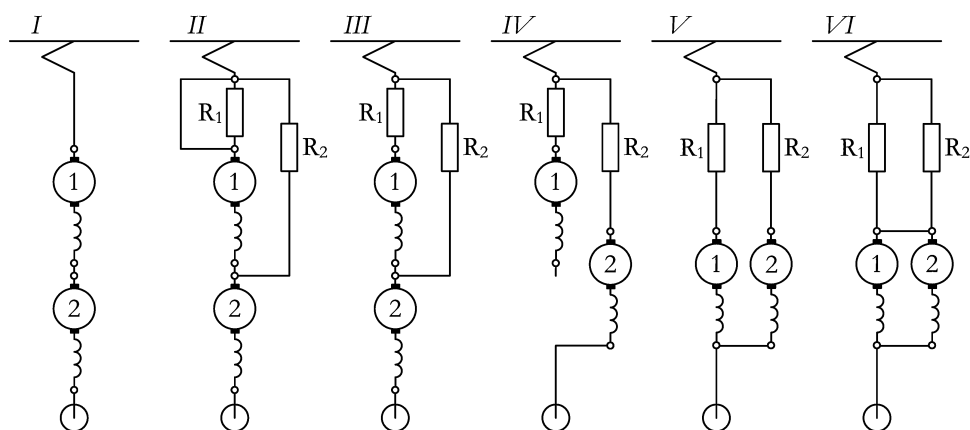 I II III IV V VI
R₁ R₁ R₁
R₂ R₂ R₂ R₁ R₂ R₁ R₂
1 1 1 1
2 1 2 1 2
2 2 2